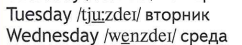 Tuesday /tjuːzdeɪ/ вторник
Wednesday /wenzdeɪ/ среда